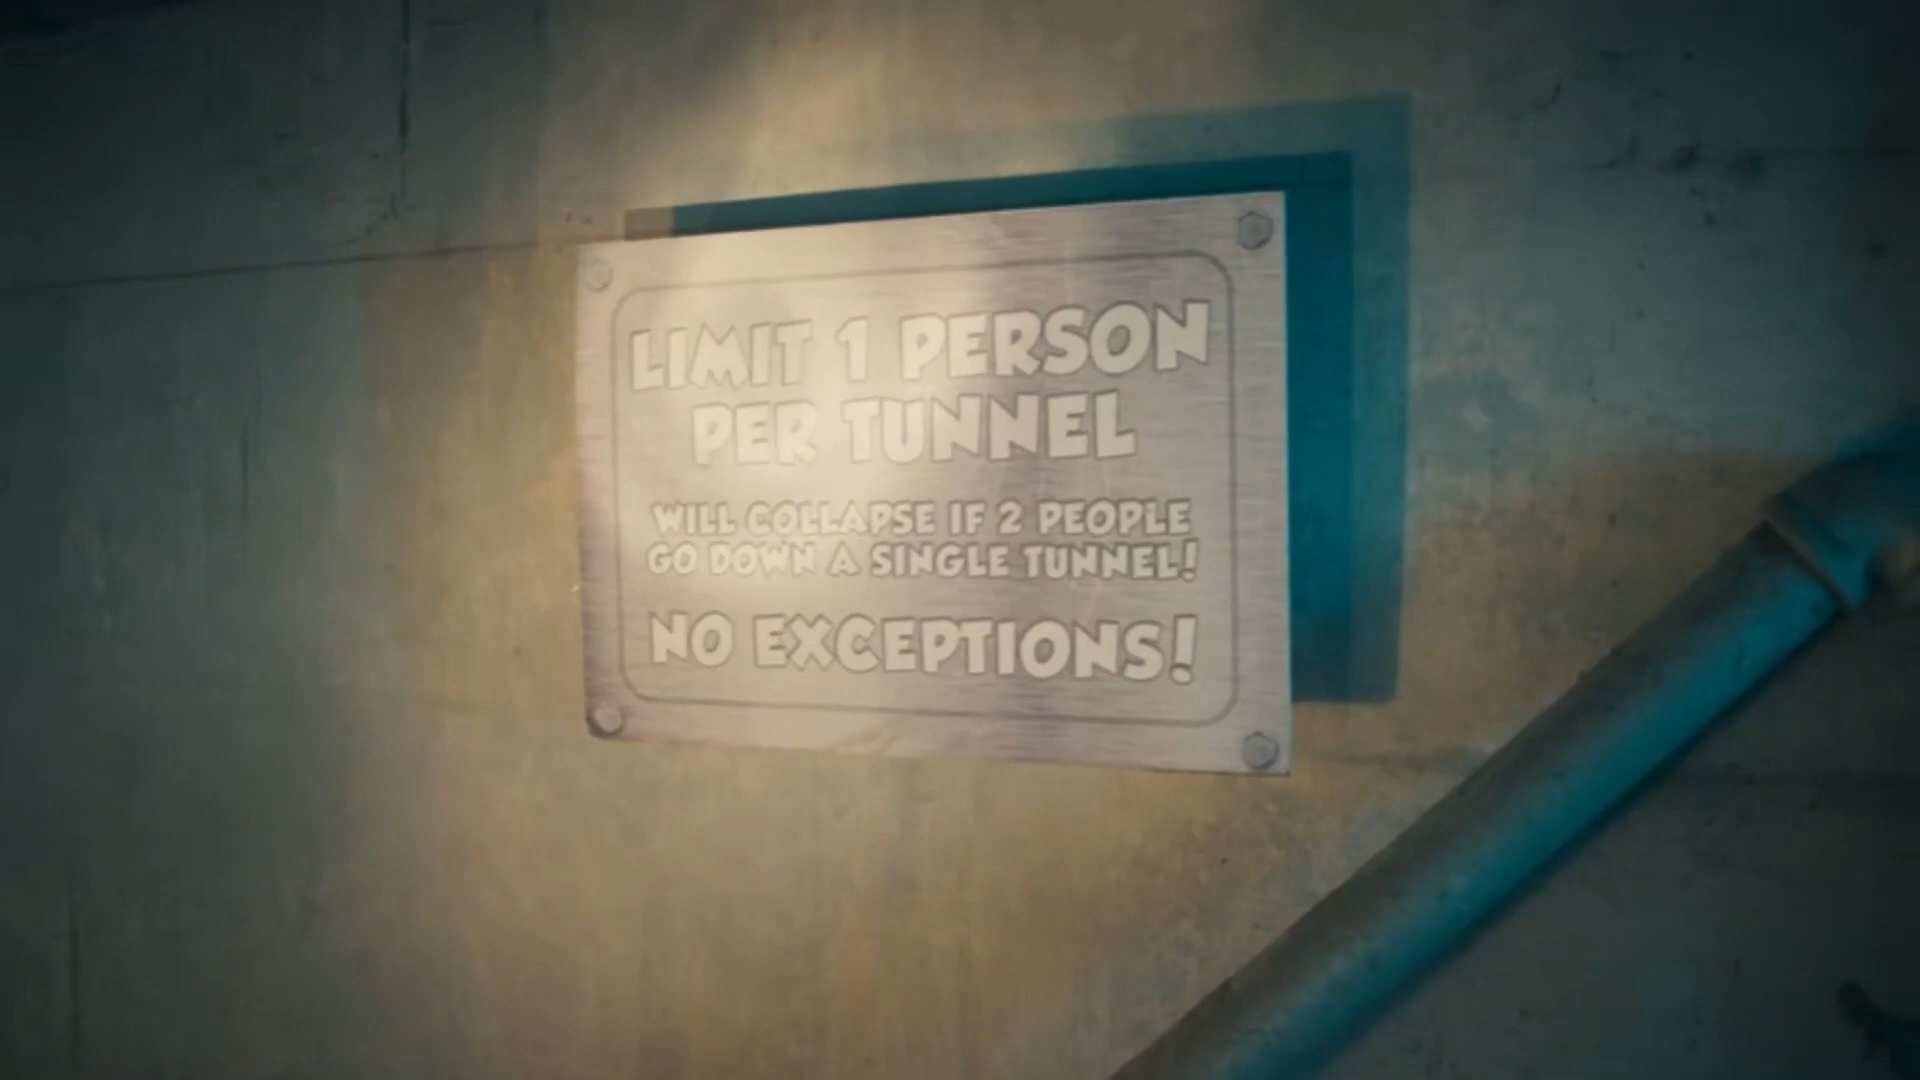 LIMIT 1 PERSON
PER TUNNEL
WILL COLLAPSE IF 2 PEOPLE
GO DOWN A SINGLE TUNNEL!
NO EXCEPTIONS!